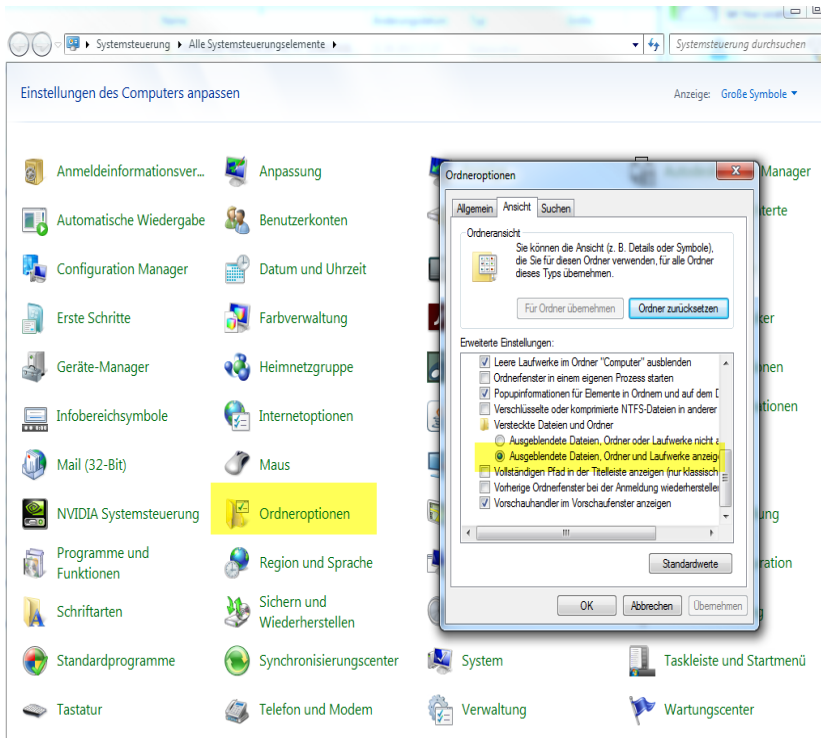 Systemsteuerung Alle Systemsteuerungselemente
Systemsteuerung durchsuchen
Einstellungen des Computers anpassen
Anzeige: Große Symbole
Anmeldeinformationsver...
Anpassung
Manager
Automatische Wiedergabe
Benutzerkonten
Configuration Manager
Datum und Uhrzeit
Erste Schritte
Farbverwaltung
Geräte-Manager
Heimnetzgruppe
Infobereichsymbole
Internetoptionen
Mail (32-Bit)
Maus
NVIDIA Systemsteuerung
Ordneroptionen
Programme und
Funktionen
Region und Sprache
Schriftarten
Sichern und
Wiederherstellen
Standardprogramme
Synchronisierungscenter
System
Taskleiste und Startmenü
Tastatur
Telefon und Modem
Verwaltung
Wartungscenter
Ordneroptionen
Allgemein Ansicht Suchen
Ordneransicht
Sie können die Ansicht (z. B. Details oder Symbole),
die Sie für diesen Ordner verwenden, für alle Ordner
dieses Typs übernehmen.
Für Ordner übernehmen Ordner zurücksetzen
Erweiterte Einstellungen:
Leere Laufwerke im Ordner "Computer" ausblenden
Ordnerfenster in einem eigenen Prozess starten
Popupinformationen für Elemente in Ordnern und auf dem D
Verschlüsselte oder komprimierte NTFS-Dateien in anderer
Versteckte Dateien und Ordner
Ausgeblendete Dateien, Ordner oder Laufwerke nicht a
Ausgeblendete Dateien, Ordner und Laufwerke anzeige
Vollständigen Pfad in der Titelleiste anzeigen (nur klassisch
Vorherige Ordnerfenster bei der Anmeldung wiederherstellen
Vorschauhandler im Vorschaufenster anzeigen
Standardwerte
OK Abbrechen Übernehmen